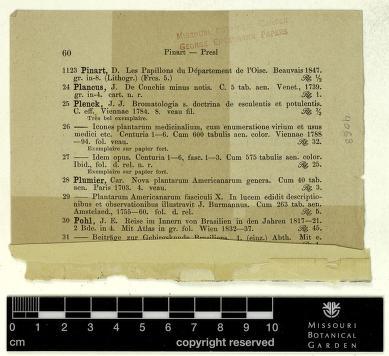 MISSOURI BOTANICAL GARDEN
GEORGE ENGELMANN PAPERS
60 Pinart — Presl
1123 Pinart, D. Les Papillons du Département de l'Oise. Beauvais 1847.
gr. in-8. (Lithogr.) (Frcs. 5.) Rℳ ½
24 Plancus, J. De Conchis minus notis. C. 5 tab. aen. Venet., 1739.
gr. in-4. cart. n. r. 1.
25 Plenck, J. J. Bromatologia s. doctrina de esculentis et potulentis.
C. eff. Viennae 1784. 8. veau fil. ½
Très bel exemplaire.
26 — Icones plantarum medicinalium, cum enumeratione virium et usus
medici etc. Centuria 1—6. Cum 600 tabulis aen. color. Viennae 1788
—94. fol. veau. 32.
Exemplaire sur papier fort.
27 — Idem opus. Centuria 1—6, fasc. 1—3. Cum 575 tabulis aen. color.
Ibid., fol. d. rel. n. r. 25.
Exemplaire sur papier fort.
28 Plumier, Car. Nova plantarum Americanarum genera. Cum 40 tab.
aen. Paris 1703. 4. veau. 3.
29 — Plantarum Americanarum fasciculi X. In lucem edidit descriptio-
nibus et observationibus illustravit J. Burmannus. Cum 263 tab. aen.
Amstelaed., 1755—60. fol. d. rel. 5.
30 Pohl, J. E. Reise im Innern von Brasilien in den Jahren 1817—21.
2 Bde. in 4. Mit Atlas in gr. fol. Wien 1832—37. 45.
31 — Beiträge zur Gebirgskunde Brasiliens. 1. (einz.) Abth. Mit e.
0 1 2 3 4 5 6 7 8 9 10
cm copyright reserved
MISSOURI
BOTANICAL
GARDEN